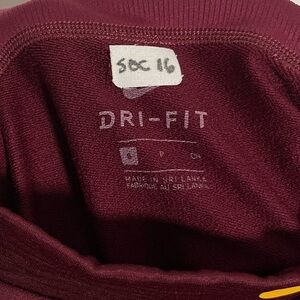 SOC 16
DRI-FIT
P
MADE IN SRI LANKA
FABRIQUÉ AU SRI LANKA